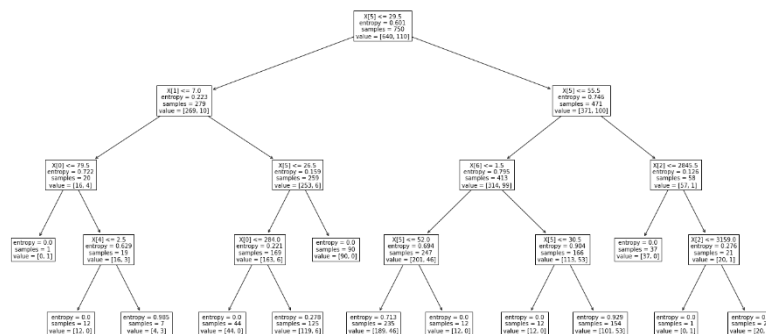 X[5] <= 29.5
entropy = 0.601
samples = 750
value = [640, 110]
X[1] <= 7.0
entropy = 0.223
samples = 279
value = [269, 10]
X[5] <= 55.5
entropy = 0.746
samples = 471
value = [371, 100]
X[0] <= 79.5
entropy = 0.722
samples = 20
value = [16, 4]
X[5] <= 26.5
entropy = 0.159
samples = 259
value = [253, 6]
X[6] <= 1.5
entropy = 0.795
samples = 413
value = [314, 99]
X[2] <= 2845.5
entropy = 0.126
samples = 58
value = [57, 1]
entropy = 0.0
samples = 1
value = [0, 1]
X[4] <= 2.5
entropy = 0.629
samples = 19
value = [16, 3]
X[0] <= 284.0
entropy = 0.221
samples = 169
value = [163, 6]
entropy = 0.0
samples = 90
value = [90, 0]
X[5] <= 52.0
entropy = 0.694
samples = 247
value = [201, 46]
X[5] <= 30.5
entropy = 0.904
samples = 166
value = [113, 53]
entropy = 0.0
samples = 37
value = [37, 0]
X[2] <= 3159.0
entropy = 0.276
samples = 21
value = [20, 1]
entropy = 0.0
samples = 12
value = [12, 0]
entropy = 0.985
samples = 7
value = [4, 3]
entropy = 0.0
samples = 44
value = [44, 0]
entropy = 0.278
samples = 125
value = [119, 6]
entropy = 0.713
samples = 235
value = [189, 46]
entropy = 0.0
samples = 12
value = [12, 0]
entropy = 0.0
samples = 12
value = [12, 0]
entropy = 0.929
samples = 154
value = [101, 53]
entropy = 0.0
samples = 1
value = [0, 1]
entropy =
samples =
value = [20,